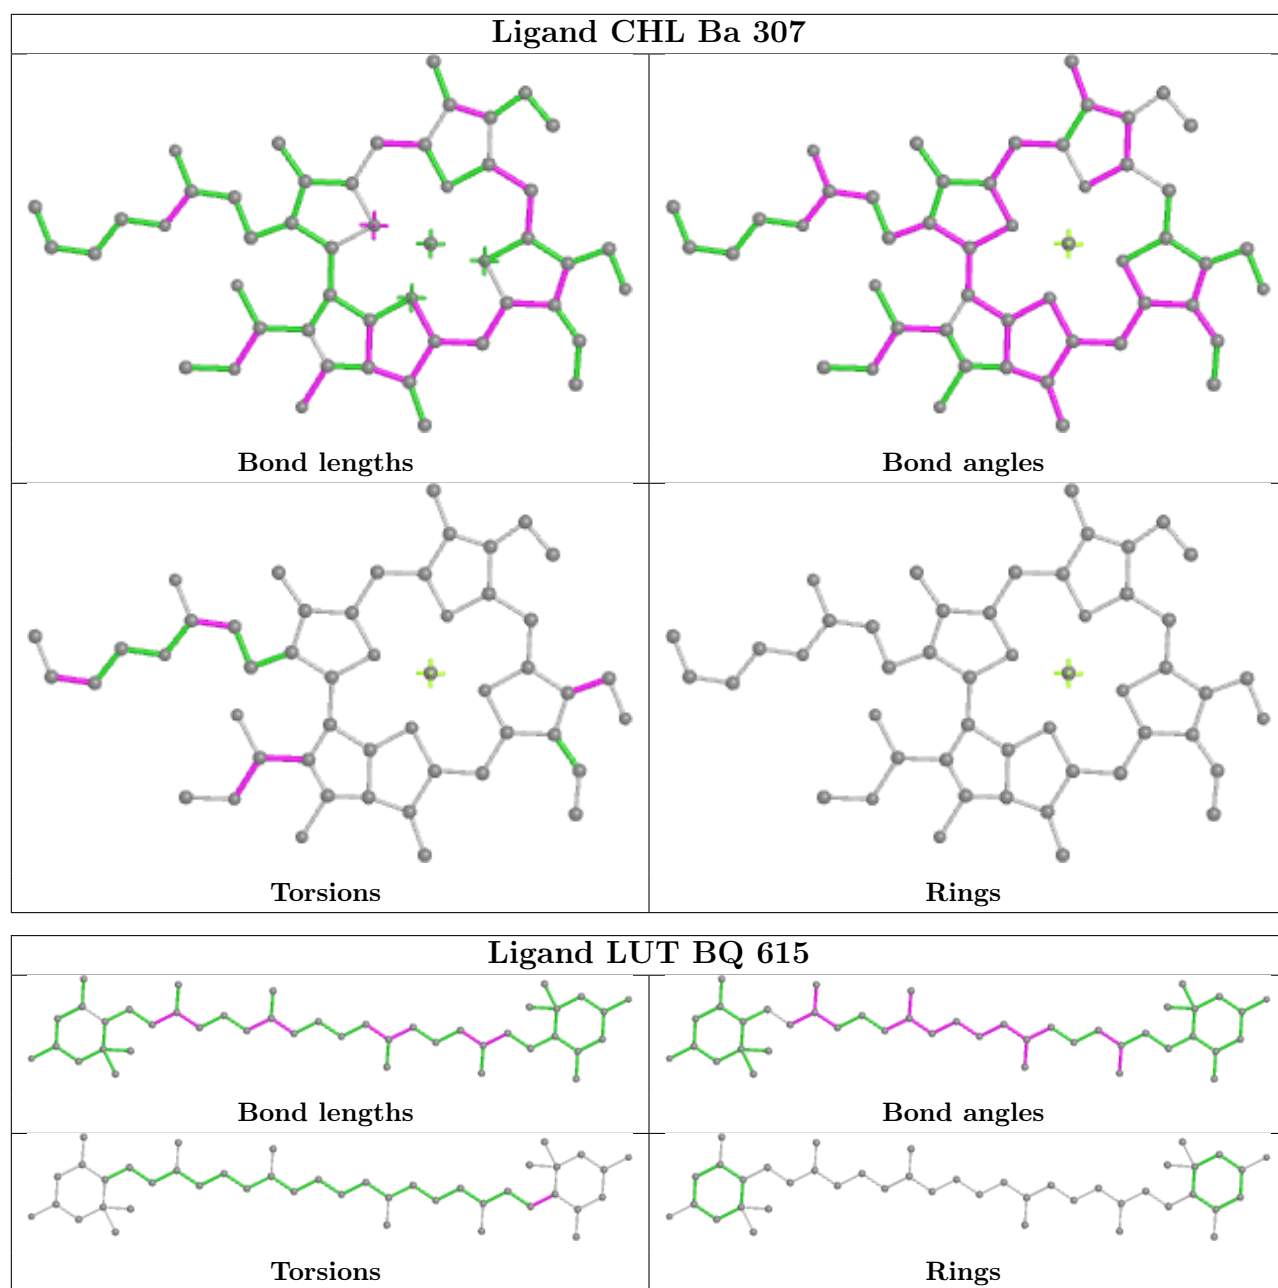 Ligand CHL Ba 307
Bond lengths
Bond angles
Torsions
Rings
Ligand LUT BQ 615
Bond lengths
Bond angles
Torsions
Rings